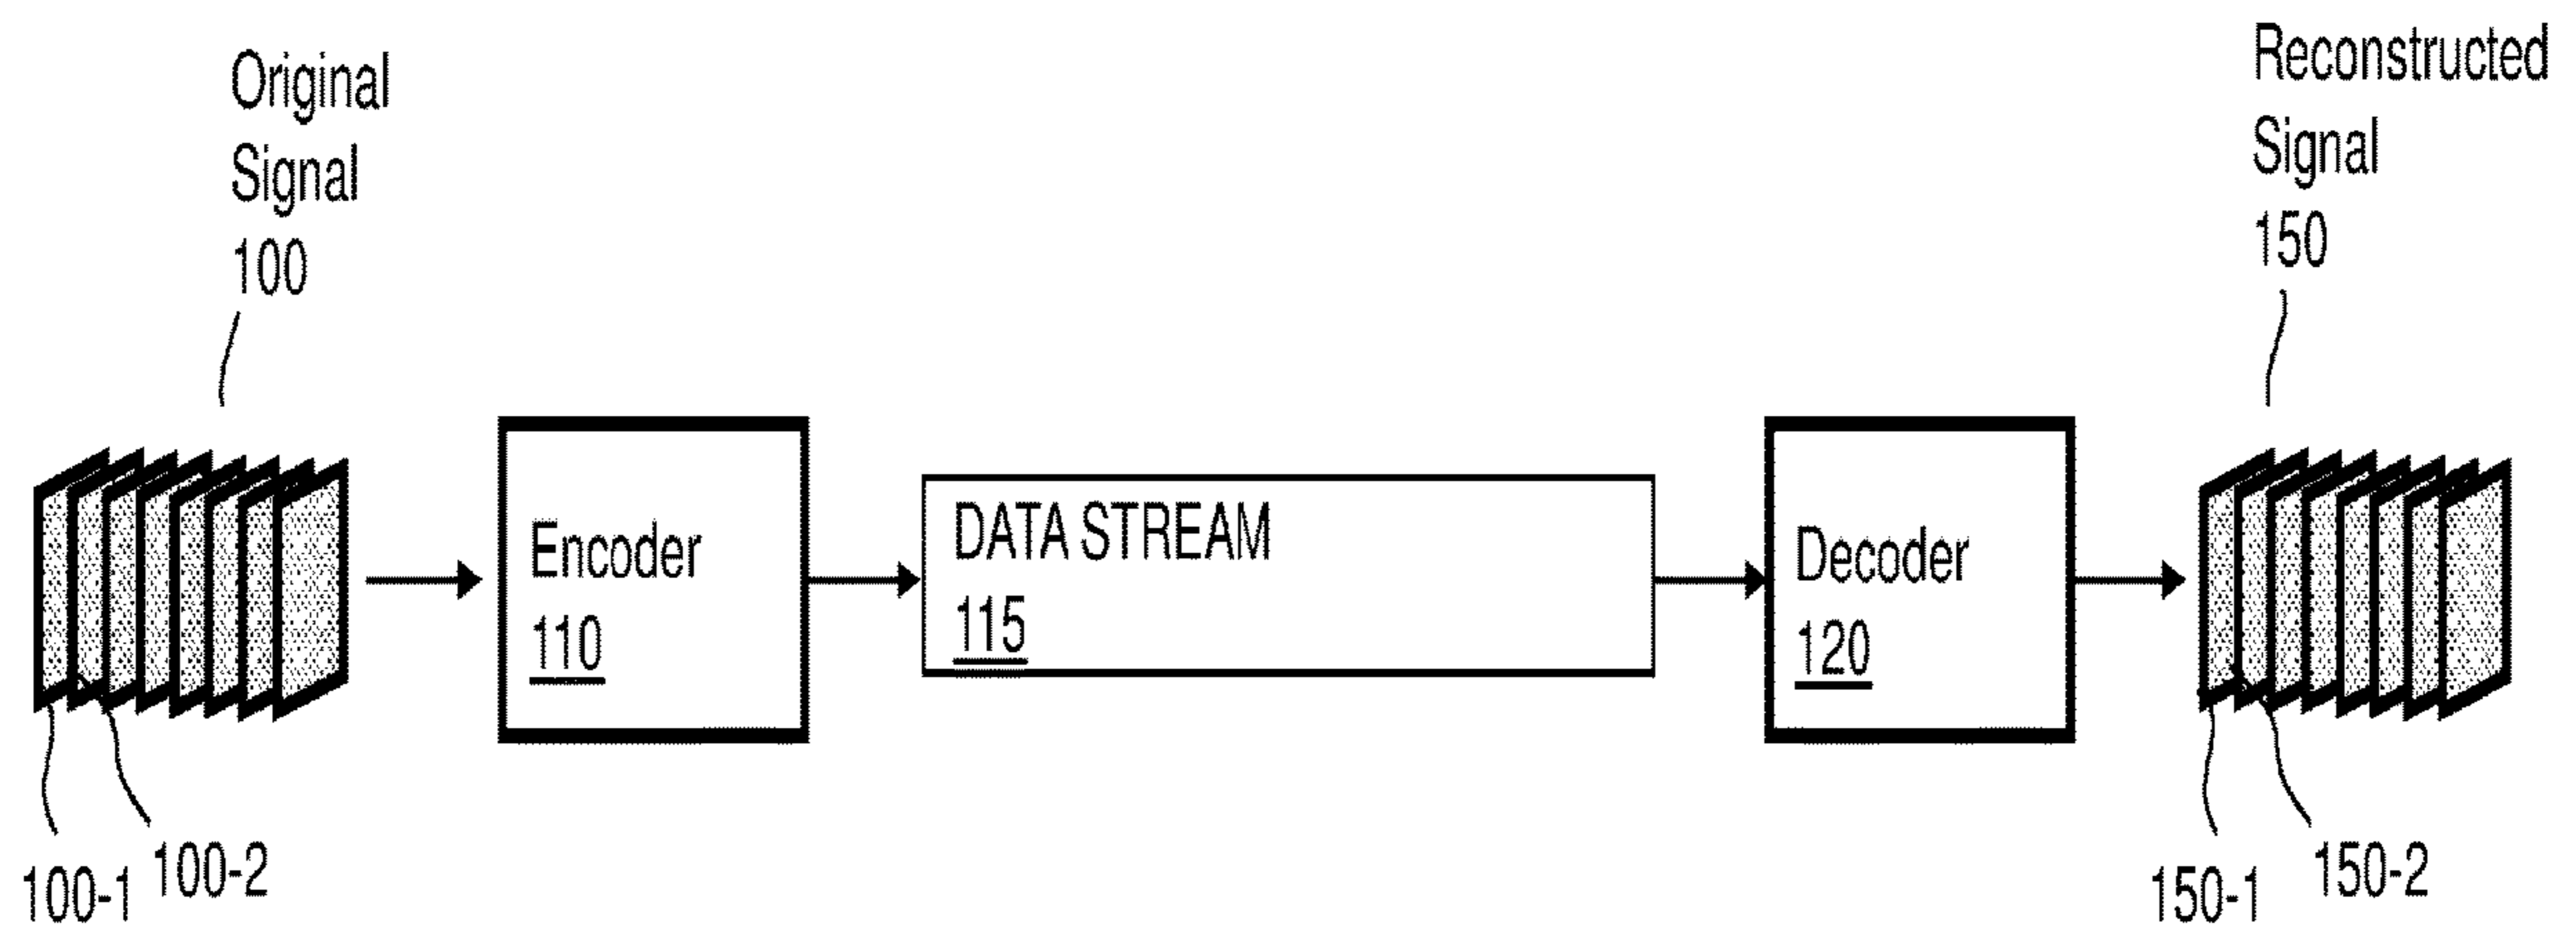 Original
Signal
100
Reconstructed
Signal
150
Encoder
110
DATA STREAM
115
Decoder
120
100-1
100-2
150-1
150-2